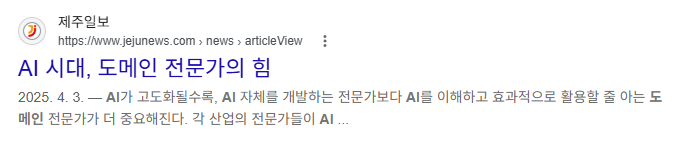 제주일보
https://www.jejunews.com › news › articleView
AI 시대, 도메인 전문가의 힘
2025. 4. 3. — AI가 고도화될수록, AI 자체를 개발하는 전문가보다 AI를 이해하고 효과적으로 활용할 줄 아는 도
메인 전문가가 더 중요해진다. 각 산업의 전문가들이 AI ...